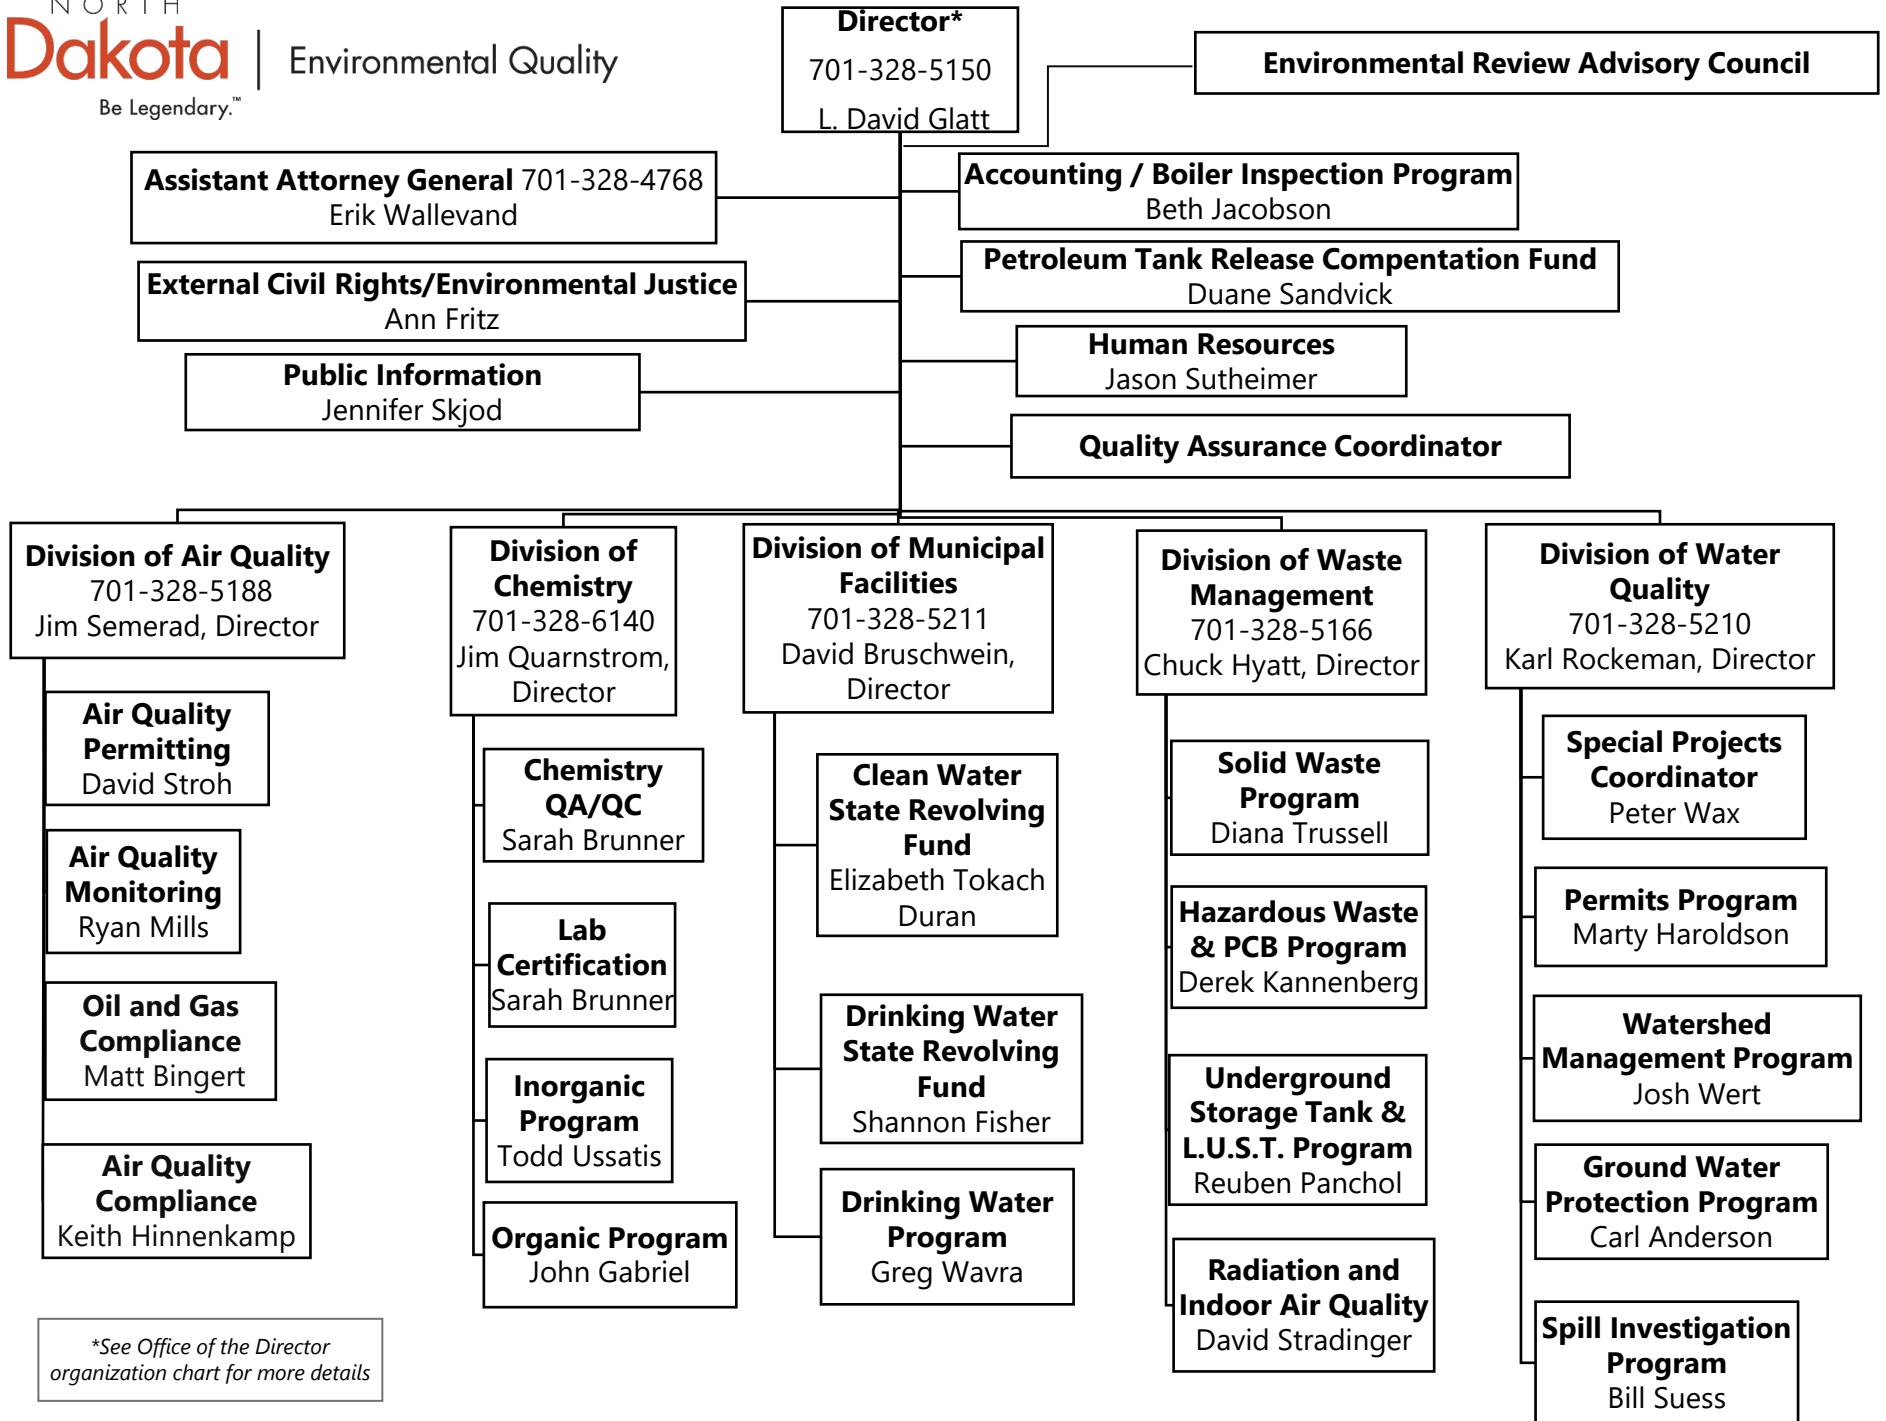 NORTH
Dakota
Environmental Quality
Be Legendary.™
Director*
701-328-5150
L. David Glatt
Environmental Review Advisory Council
Assistant Attorney General 701-328-4768
Erik Wallevand
Accounting / Boiler Inspection Program
Beth Jacobson
External Civil Rights/Environmental Justice
Ann Fritz
Petroleum Tank Release Compentation Fund
Duane Sandvick
Public Information
Jennifer Skjod
Human Resources
Jason Sutheimer
Quality Assurance Coordinator
Division of Air Quality
701-328-5188
Jim Semerad, Director
Air Quality
Permitting
David Stroh
Air Quality
Monitoring
Ryan Mills
Oil and Gas
Compliance
Matt Bingert
Air Quality
Compliance
Keith Hinnenkamp
Division of
Chemistry
701-328-6140
Jim Quarnstrom,
Director
Chemistry
QA/QC
Sarah Brunner
Lab
Certification
Sarah Brunner
Inorganic
Program
Todd Ussatis
Organic Program
John Gabriel
Division of Municipal
Facilities
701-328-5211
David Bruschwein,
Director
Clean Water
State Revolving
Fund
Elizabeth Tokach
Duran
Drinking Water
State Revolving
Fund
Shannon Fisher
Drinking Water
Program
Greg Wavra
Division of Waste
Management
701-328-5166
Chuck Hyatt, Director
Solid Waste
Program
Diana Trussell
Hazardous Waste
& PCB Program
Derek Kannenberg
Underground
Storage Tank &
L.U.S.T. Program
Reuben Panchol
Radiation and
Indoor Air Quality
David Stradinger
Division of Water
Quality
701-328-5210
Karl Rockeman, Director
Special Projects
Coordinator
Peter Wax
Permits Program
Marty Haroldson
Watershed
Management Program
Josh Wert
Ground Water
Protection Program
Carl Anderson
Spill Investigation
Program
Bill Suess
*See Office of the Director
organization chart for more details